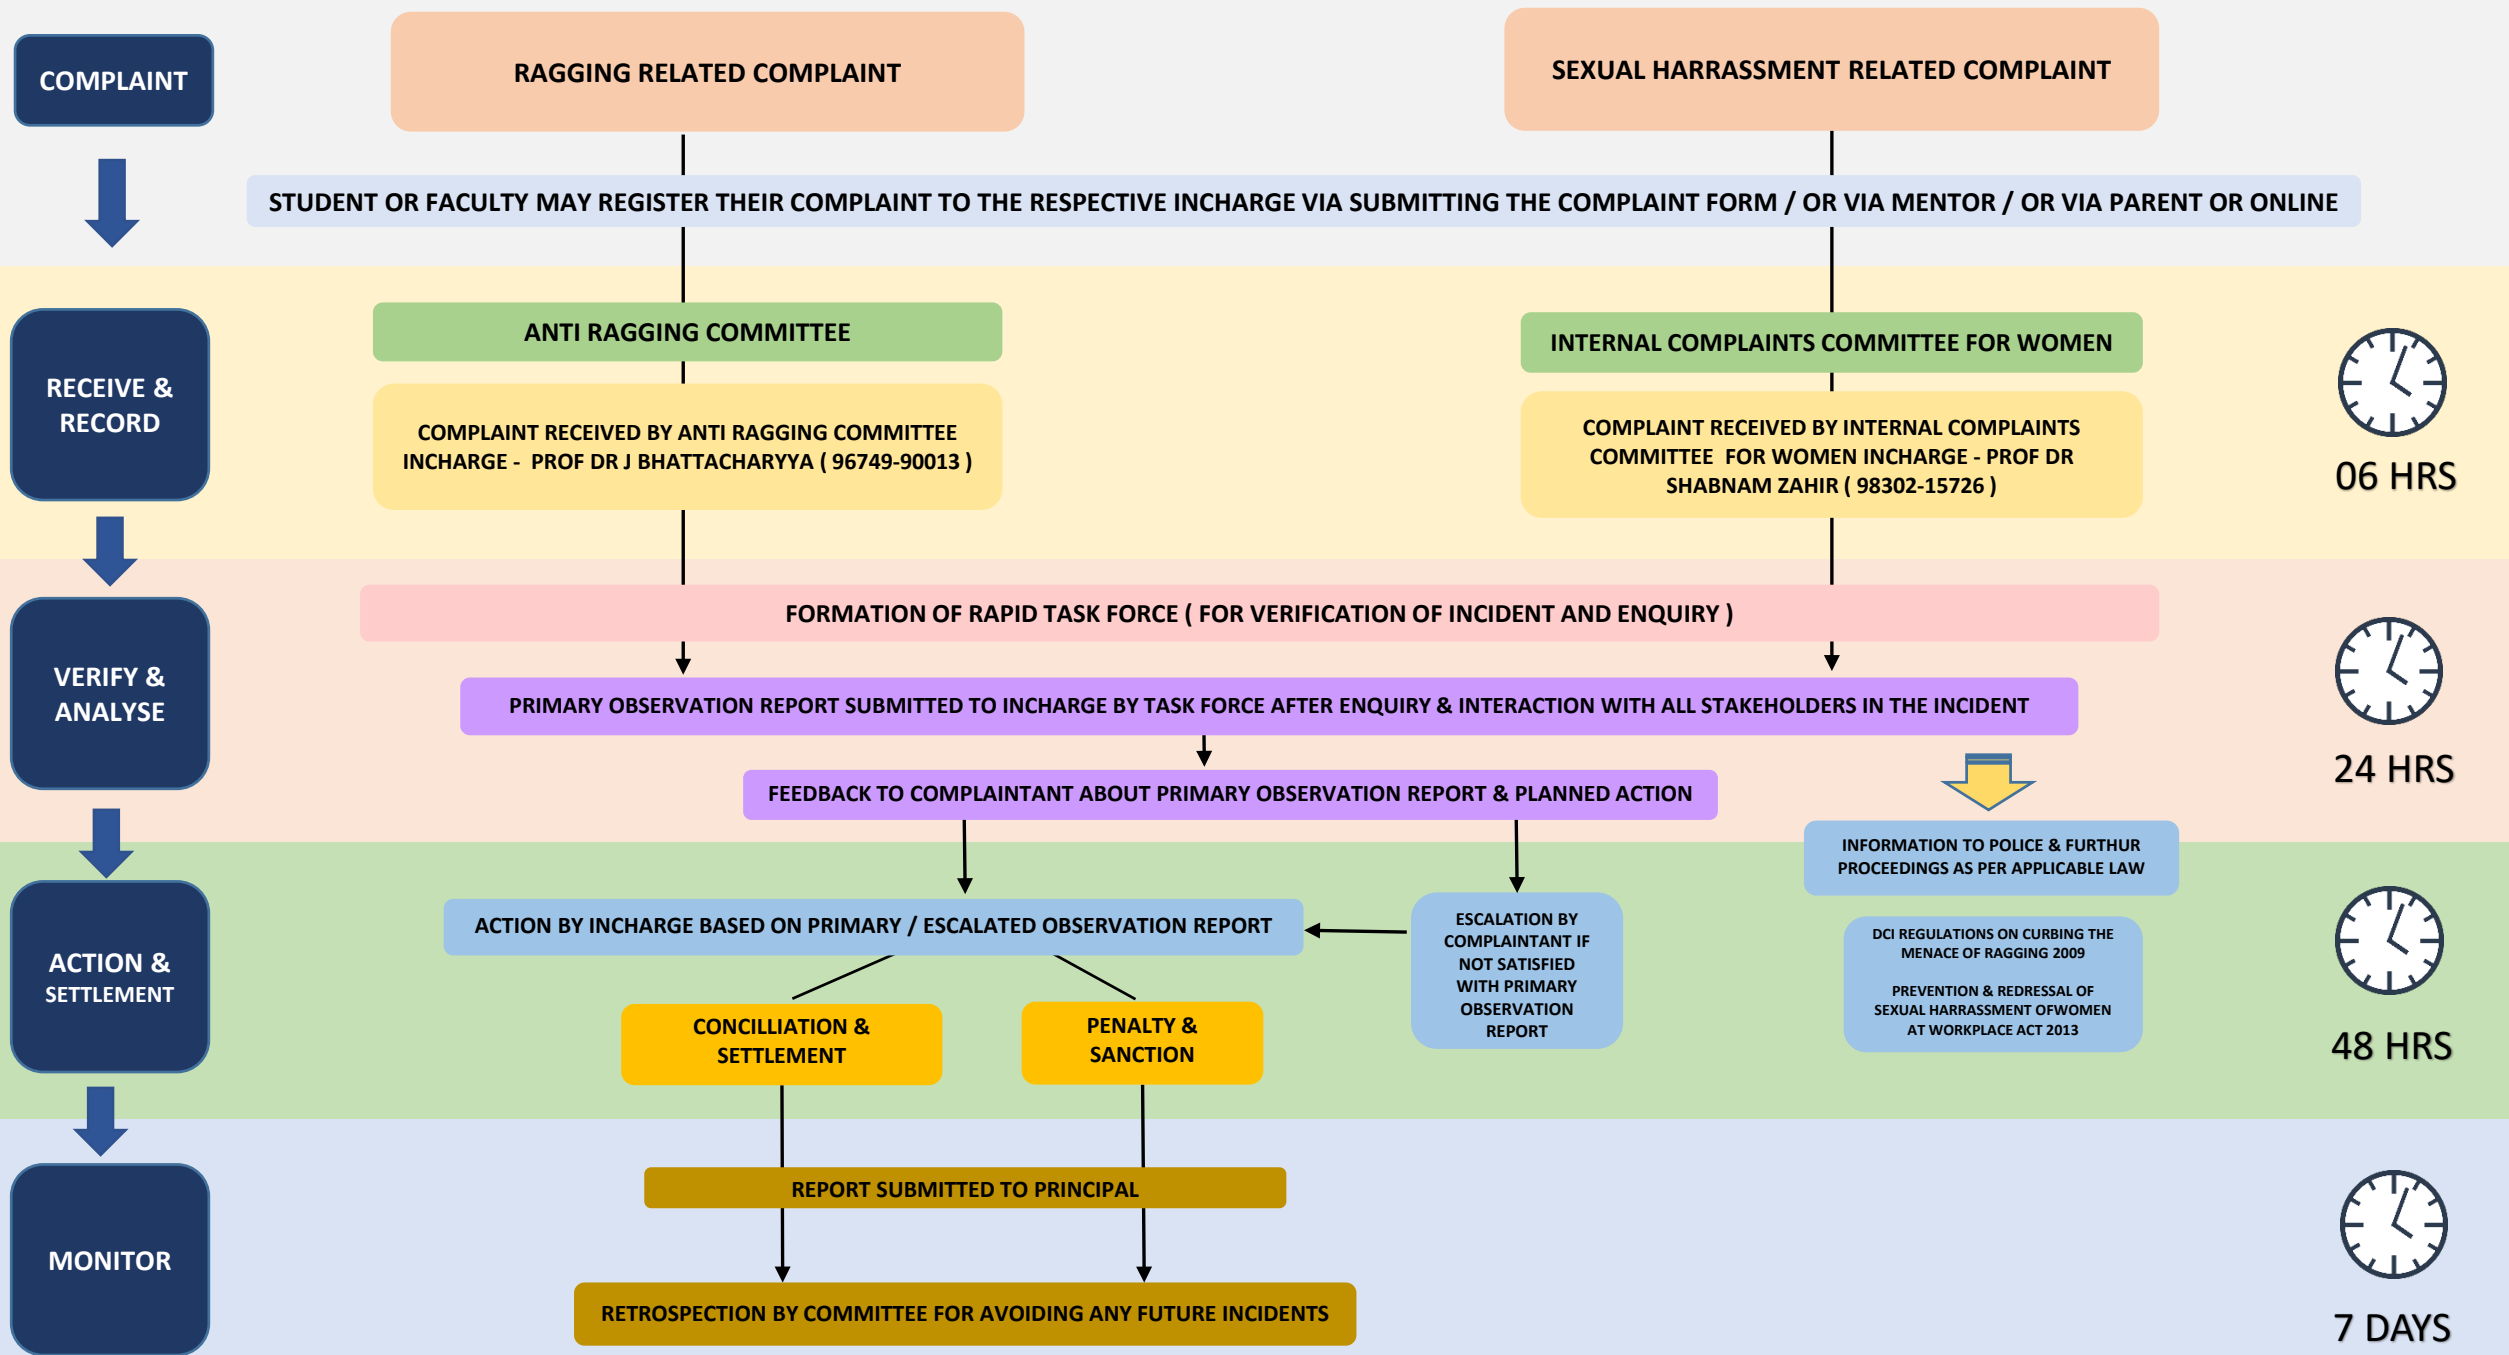 COMPLAINT
RAGGING RELATED COMPLAINT
SEXUAL HARRASSMENT RELATED COMPLAINT
STUDENT OR FACULTY MAY REGISTER THEIR COMPLAINT TO THE RESPECTIVE INCHARGE VIA SUBMITTING THE COMPLAINT FORM / OR VIA MENTOR / OR VIA PARENT OR ONLINE
RECEIVE &
RECORD
ANTI RAGGING COMMITTEE
COMPLAINT RECEIVED BY ANTI RAGGING COMMITTEE
INCHARGE - PROF DR J BHATTACHARYYA ( 96749-90013 )
INTERNAL COMPLAINTS COMMITTEE FOR WOMEN
COMPLAINT RECEIVED BY INTERNAL COMPLAINTS
COMMITTEE FOR WOMEN INCHARGE - PROF DR
SHABNAM ZAHIR ( 98302-15726 )
06 HRS
VERIFY &
ANALYSE
FORMATION OF RAPID TASK FORCE ( FOR VERIFICATION OF INCIDENT AND ENQUIRY )
PRIMARY OBSERVATION REPORT SUBMITTED TO INCHARGE BY TASK FORCE AFTER ENQUIRY & INTERACTION WITH ALL STAKEHOLDERS IN THE INCIDENT
FEEDBACK TO COMPLAINTANT ABOUT PRIMARY OBSERVATION REPORT & PLANNED ACTION
24 HRS
INFORMATION TO POLICE & FURTHUR
PROCEEDINGS AS PER APPLICABLE LAW
ACTION &
SETTLEMENT
ACTION BY INCHARGE BASED ON PRIMARY / ESCALATED OBSERVATION REPORT
ESCALATION BY
COMPLAINTANT IF
NOT SATISFIED
WITH PRIMARY
OBSERVATION
REPORT
DCI REGULATIONS ON CURBING THE
MENACE OF RAGGING 2009
PREVENTION & REDRESSAL OF
SEXUAL HARRASSMENT OFWOMEN
AT WORKPLACE ACT 2013
CONCILLIATION &
SETTLEMENT
PENALTY &
SANCTION
48 HRS
MONITOR
REPORT SUBMITTED TO PRINCIPAL
RETROSPECTION BY COMMITTEE FOR AVOIDING ANY FUTURE INCIDENTS
7 DAYS